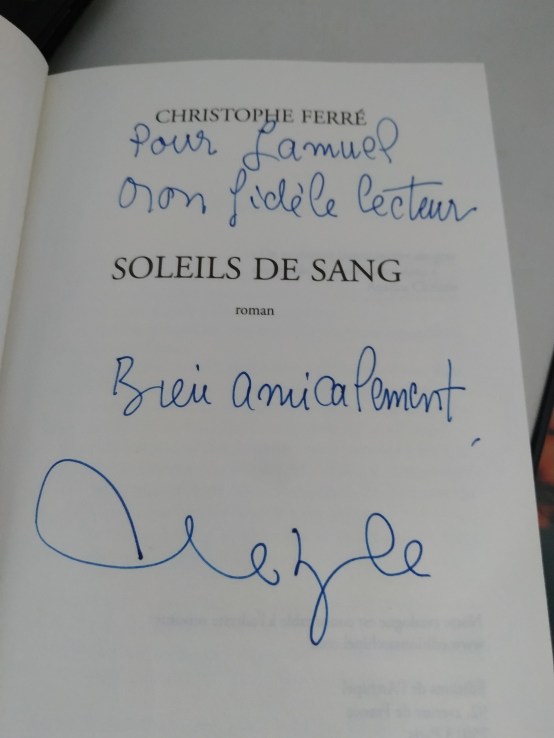 CHRISTOPHE FERRÉ
Pour Samuel
mon fidèle lecteur
SOLEILS DE SANG
roman
Bien amicalement,